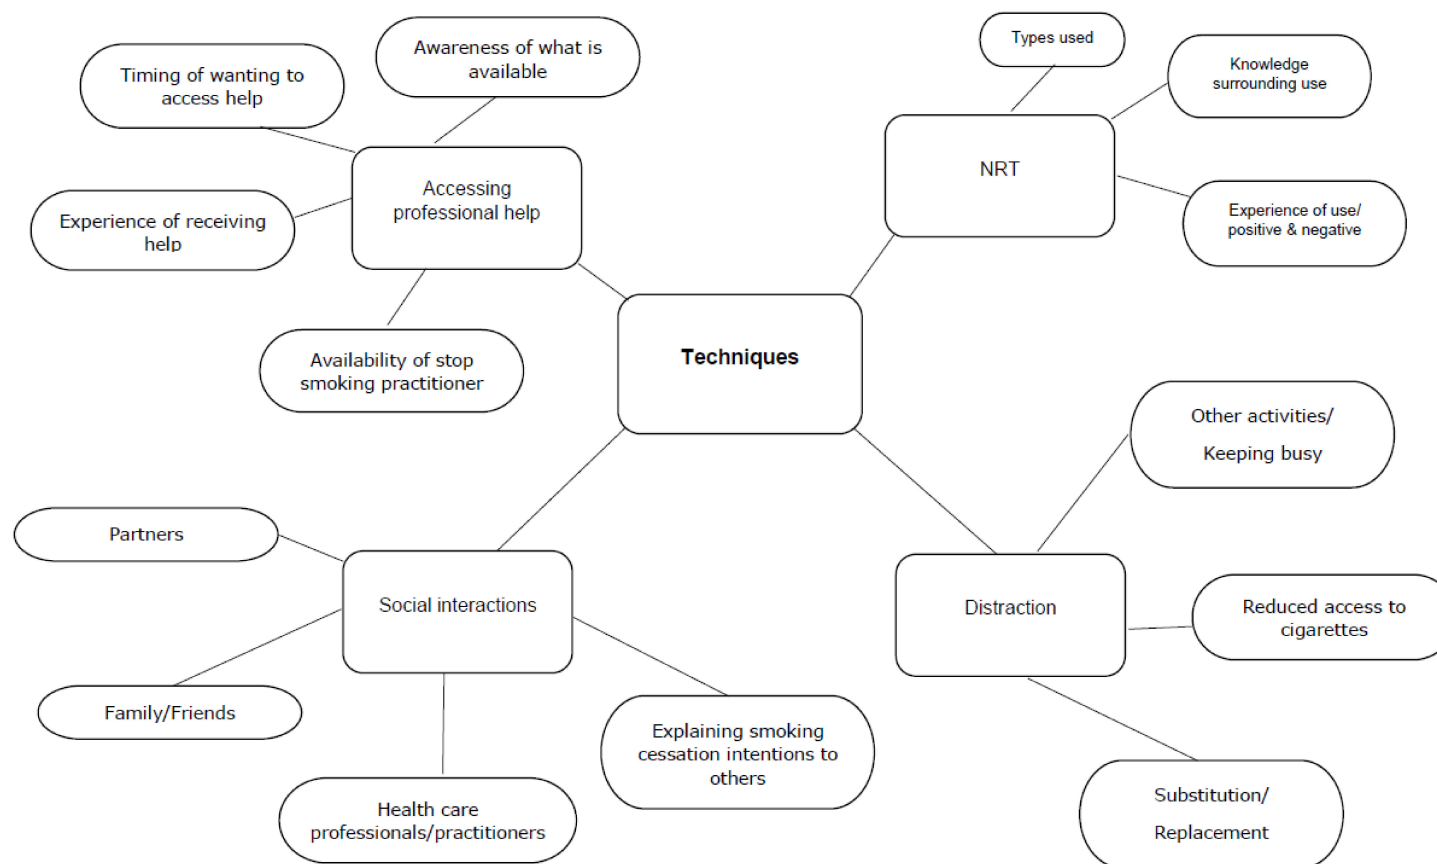 Awareness of what is
available
Timing of wanting to
access help
Accessing
professional help
Experience of receiving
help
Availability of stop
smoking practitioner
Types used
Knowledge
surrounding use
NRT
Experience of use/
positive & negative
Techniques
Other activities/
Keeping busy
Distraction
Reduced access to
cigarettes
Substitution/
Replacement
Partners
Social interactions
Family/Friends
Explaining smoking
cessation intentions to
others
Health care
professionals/practitioners